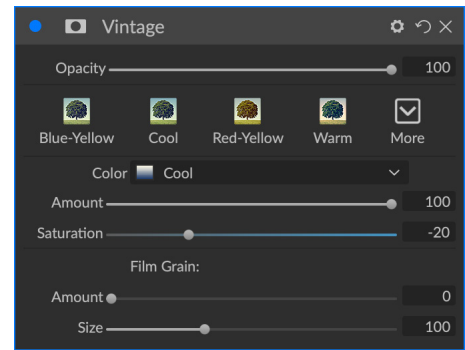 Vintage
Opacity 100
Blue-Yellow Cool Red-Yellow Warm More
Color Cool
Amount 100
Saturation -20
Film Grain:
Amount 0
Size 100